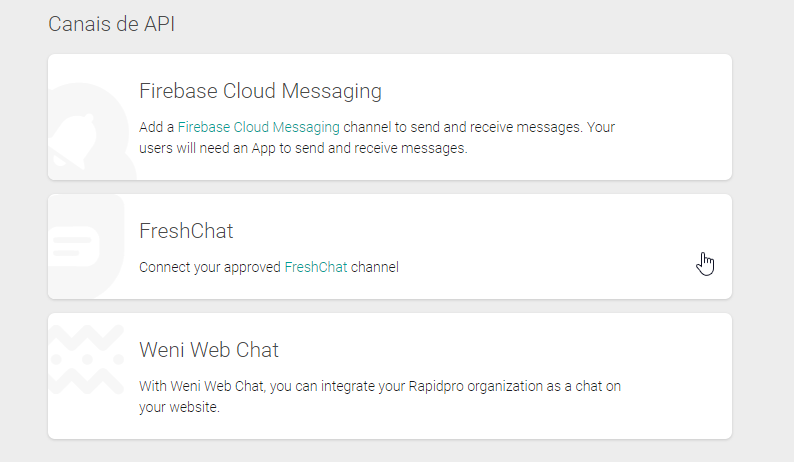 Canais de API
Firebase Cloud Messaging
Add a Firebase Cloud Messaging channel to send and receive messages. Your
users will need an App to send and receive messages.
FreshChat
Connect your approved FreshChat channel
Weni Web Chat
With Weni Web Chat, you can integrate your Rapidpro organization as a chat on
your website.